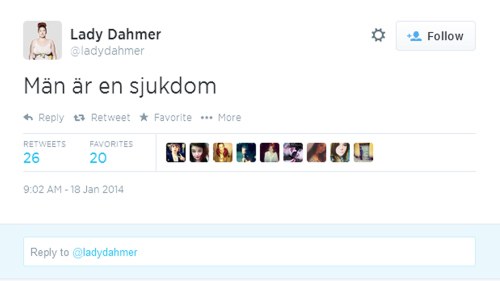 Lady Dahmer
@ladydahmer
Follow
Män är en sjukdom
Reply Retweet Favorite More
RETWEETS FAVORITES
26 20
9:02 AM - 18 Jan 2014
Reply to @ladydahmer